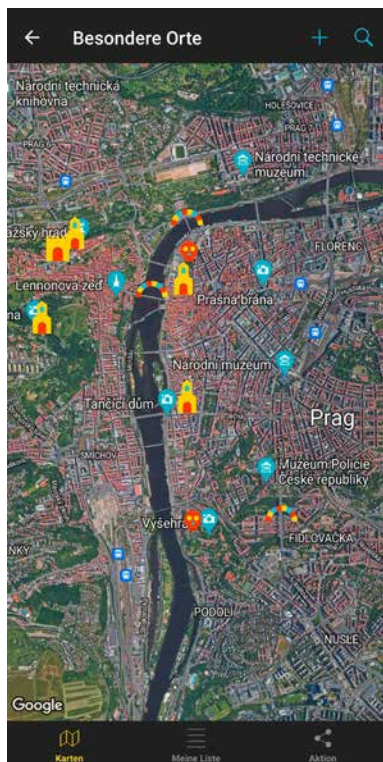 Besondere Orte
Národní technická
knihovna
HOLEŠOVICE
PRAG 7
PRAG 6
Národní technické
muzeum
ažský hrad
FLORENC
Lennonova zeď
Prašná brána
na
Národní muzeum
Tančící dům
Prag
SMÍCHOV
Muzeum Policie
České republiky
Vyšehra
FIDLOVAČKA
NKY
PODOLÍ
NUSLE
Google
Karten
Meine Liste
Aktion